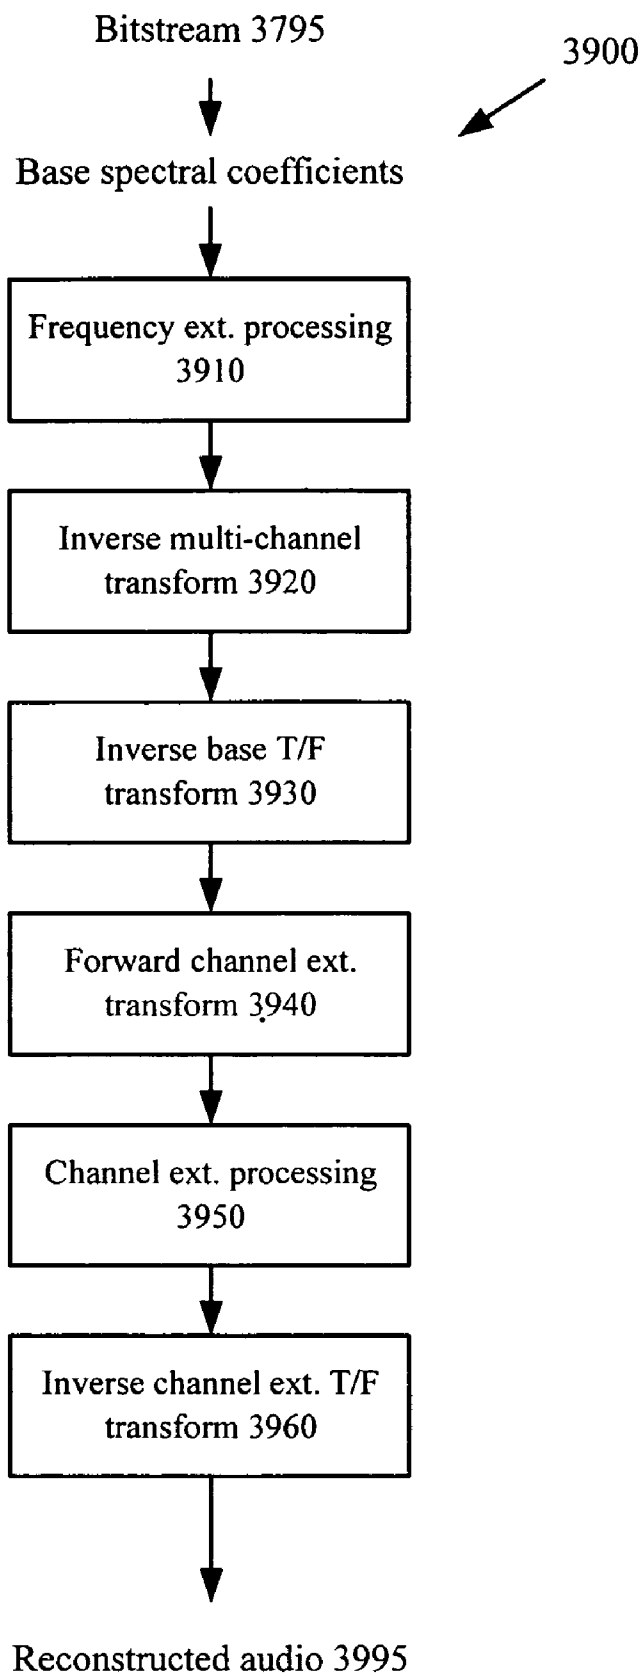 Bitstream 3795
3900
Base spectral coefficients
Frequency ext. processing
3910
Inverse multi-channel
transform 3920
Inverse base T/F
transform 3930
Forward channel ext.
transform 3940
Channel ext. processing
3950
Inverse channel ext. T/F
transform 3960
Reconstructed audio 3995